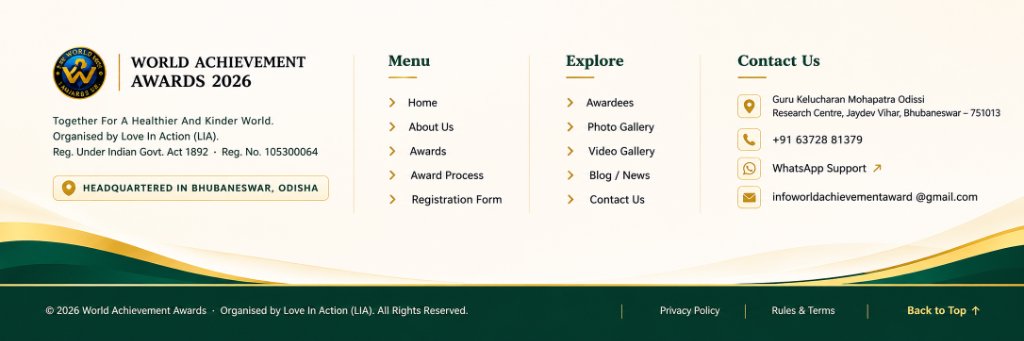 WORLD ACHIEVEMENT
AWARDS 2026
Together For A Healthier And Kinder World.
Organised by Love In Action (LIA).
Reg. Under Indian Govt. Act 1892 · Reg. No. 105300064
HEADQUARTERED IN BHUBANESWAR, ODISHA
Menu
Home
About Us
Awards
Award Process
Registration Form
Explore
Awardees
Photo Gallery
Video Gallery
Blog / News
Contact Us
Contact Us
Guru Kelucharan Mohapatra Odissi
Research Centre, Jaydev Vihar, Bhubaneswar – 751013
+91 63728 81379
WhatsApp Support ↗
infoworldachievementaward @gmail.com
© 2026 World Achievement Awards · Organised by Love In Action (LIA). All Rights Reserved.
Privacy Policy
Rules & Terms
Back to Top ↑